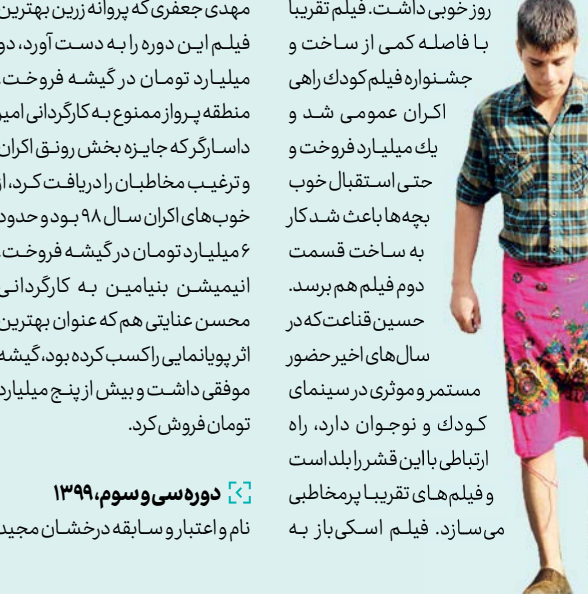 روز خوبی داشت. فیلم تقریبا
با فاصله کمی از ساخت و
جشنواره فیلم کودك راهی
اکران عمومی شد و
یك میلیارد فروخت و
حتی استقبال خوب
بچه‌ها باعث شد کار
به ساخت قسمت
دوم فیلم هم برسد.
حسین قناعت که در
سال‌های اخیر حضور
مستمر و موثری در سینمای
کودك و نوجوان دارد، راه
ارتباطی با این قشر را بلد است
و فیلم‌های تقریبا پرمخاطبی
می‌سازد. فیلم اسکی‌باز به
مهدی جعفری که پروانه زرین بهترین
فیلم این دوره را به دست آورد، دو
میلیارد تومان در گیشه فروخت.
منطقه پرواز ممنوع به کارگردانی امیر
داسارگر که جایزه بخش رونق اکران
و ترغیب مخاطبان را دریافت کرد، از
خوب‌های اکران سال ۹۸ بود و حدود
۶ میلیارد تومان در گیشه فروخت.
انیمیشن بنیامین به کارگردانی
محسن عنایتی هم که عنوان بهترین
اثر پویانمایی را کسب کرده بود، گیشه
موفقی داشت و بیش از پنج میلیارد
تومان فروش کرد.
دوره سی و سوم، ۱۳۹۹
نام و اعتبار و سابقه درخشان مجید